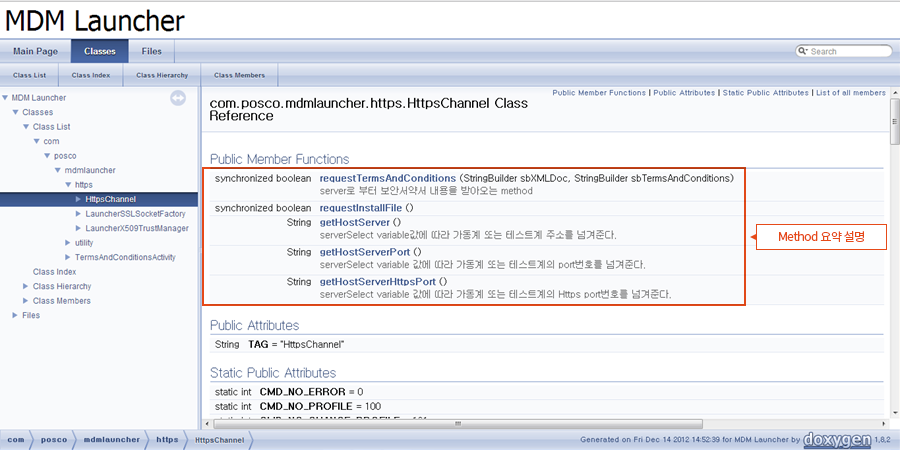 MDM Launcher
Main Page Classes Files Search
Class List Class Index Class Hierarchy Class Members
MDM Launcher
Classes
Class List
com
posco
mdmlauncher
https
HttpsChannel
LauncherSSLSocketFactory
LauncherX509TrustManager
utility
TermsAndConditionsActivity
Class Index
Class Hierarchy
Class Members
Files
Public Member Functions | Public Attributes | Static Public Attributes | List of all members
com.posco.mdmlauncher.https.HttpsChannel Class
Reference
Public Member Functions
synchronized boolean requestTermsAndConditions (StringBuilder sbXMLDoc, StringBuilder sbTermsAndConditions)
server로 부터 보안서약서 내용을 받아오는 method
synchronized boolean requestInstallFile ()
String getHostServer ()
serverSelect variable값에 따라 가동계 또는 테스트계 주소를 넘겨준다.
String getHostServerPort ()
serverSelect variable 값에 따라 가동계 또는 테스트계의 port번호를 넘겨준다.
String getHostServerHttpsPort ()
serverSelect variable 값에 따라 가동계 또는 테스트계의 Https port번호를 넘겨준다.
Method 요약 설명
Public Attributes
String TAG = "HttpsChannel"
Static Public Attributes
static int CMD_NO_ERROR = 0
static int CMD_NO_PROFILE = 100
com posco mdmlauncher https HttpsChannel
Generated on Fri Dec 14 2012 14:52:39 for MDM Launcher by doxygen 1.8.2